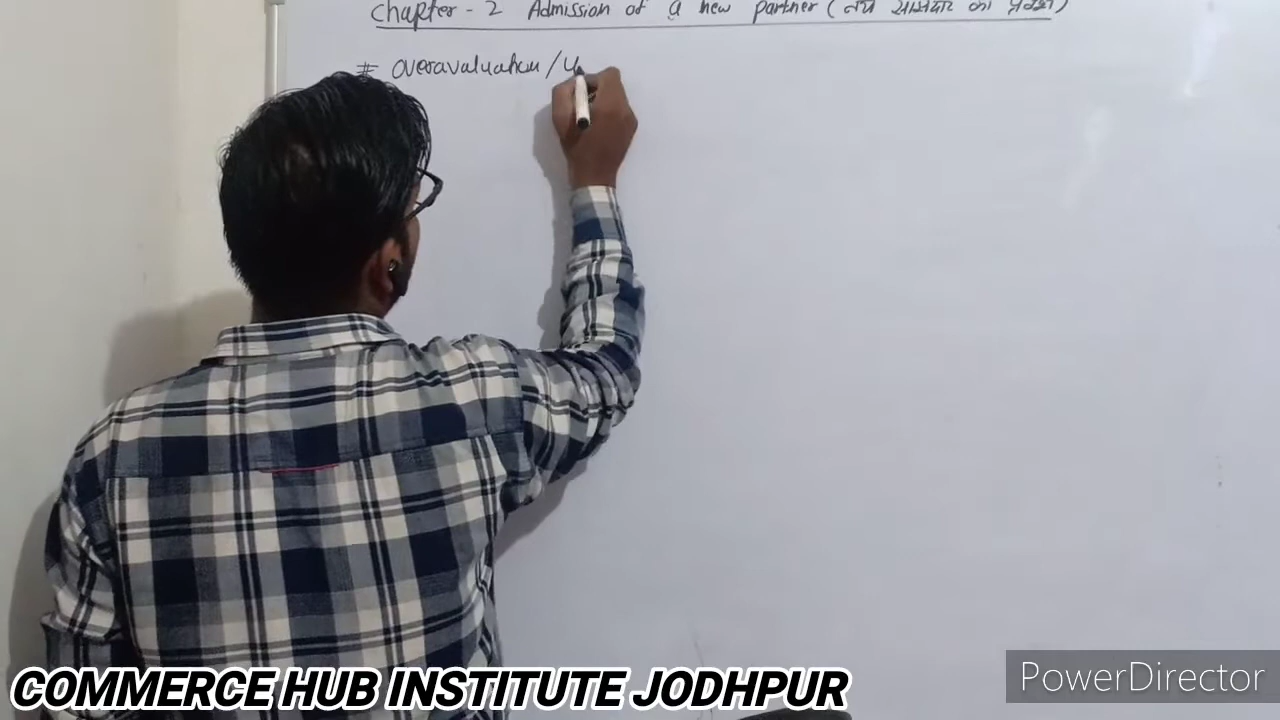 Chapter - 2 Admission of a new partner ( नये साझेदार का प्रवेश )
# Overavaluation / U
COMMERCE HUB INSTITUTE JODHPUR
PowerDirector